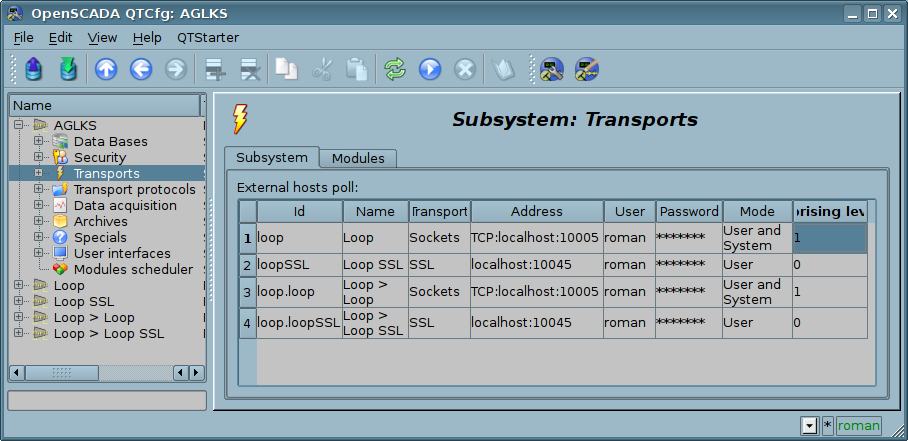 OpenSCADA QTCfg: AGLKS
File Edit View Help QTStarter
Name
AGLKS
Data Bases
Security
Transports
Transport protocols
Data acquisition
Archives
Specials
User interfaces
Modules scheduler
Loop
Loop SSL
Loop > Loop
Loop > Loop SSL
Subsystem: Transports
Subsystem Modules
External hosts poll:
Id Name Transport Address User Password Mode prising lev
1 loop Loop Sockets TCP:localhost:10005 roman ******* User and System 1
2 loopSSL Loop SSL SSL localhost:10045 roman ******* User 0
3 loop.loop Loop > Loop Sockets TCP:localhost:10005 roman ******* User and System 1
4 loop.loopSSL Loop > Loop SSL SSL localhost:10045 roman ******* User 0
* roman